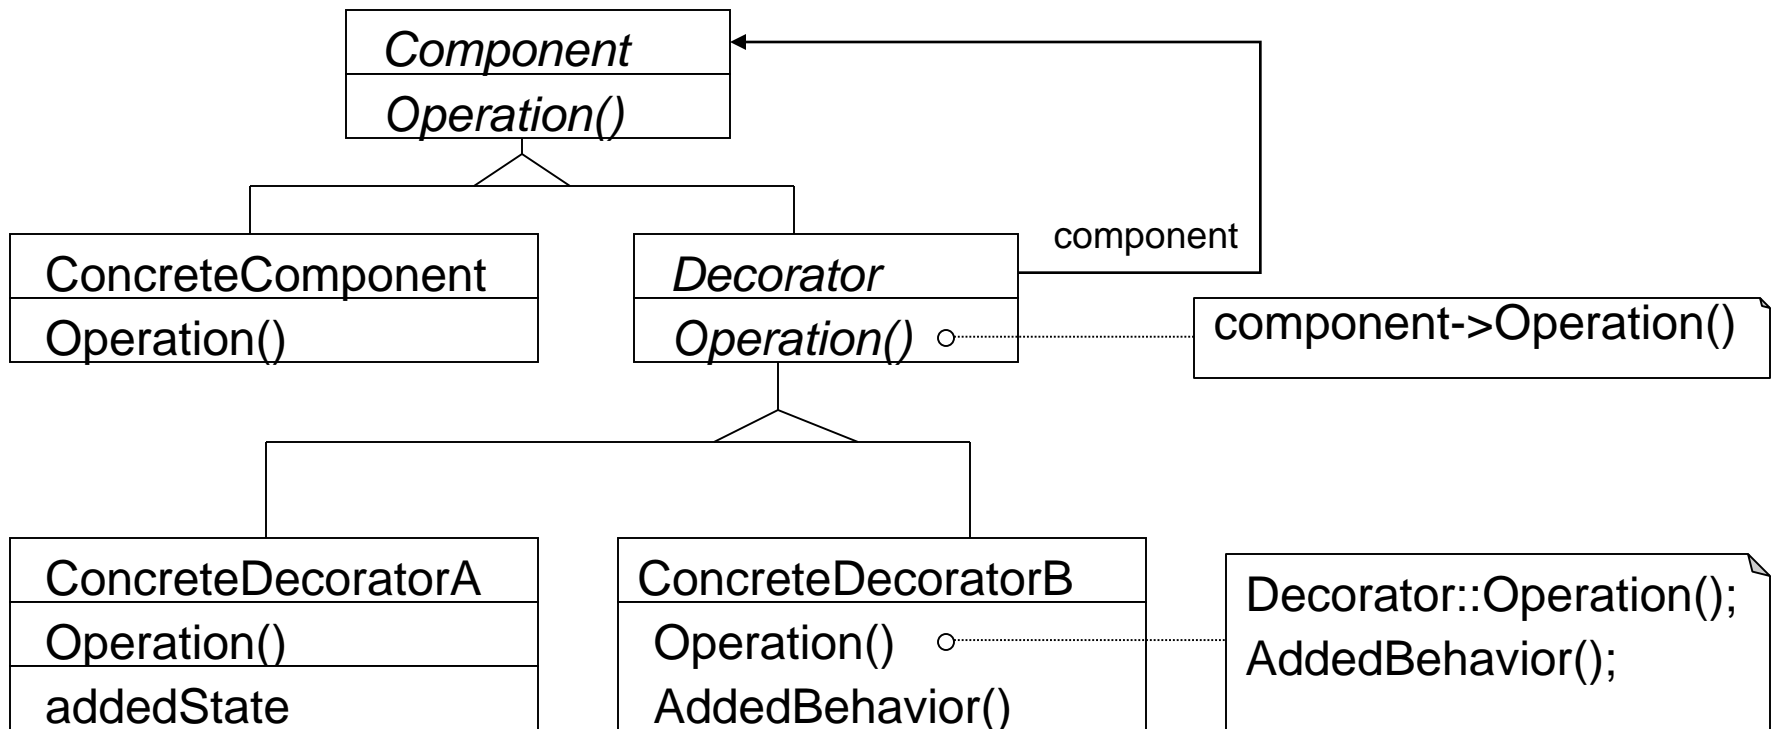 Component
Operation()
ConcreteComponent
Operation()
Decorator
Operation()
component
component->Operation()
ConcreteDecoratorA
Operation()
addedState
ConcreteDecoratorB
Operation()
AddedBehavior()
Decorator::Operation();
AddedBehavior();